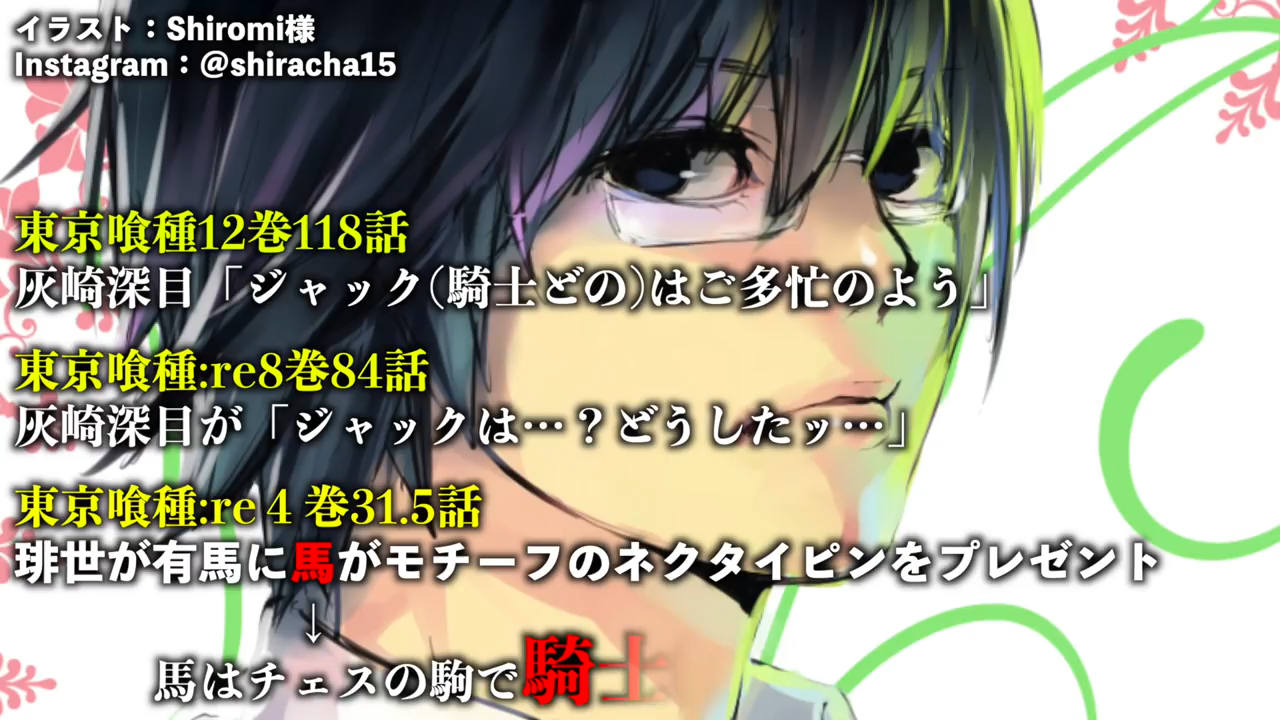 イラスト：Shiromi様
Instagram：@shiracha15
東京喰種12巻118話
灰崎深目「ジャック(騎士どの)はご多忙のよう」
東京喰種:re8巻84話
灰崎深目が「ジャックは…？どうしたッ…」
東京喰種:re４巻31.5話
琲世が有馬に馬がモチーフのネクタイピンをプレゼント
↓
馬はチェスの駒で騎士